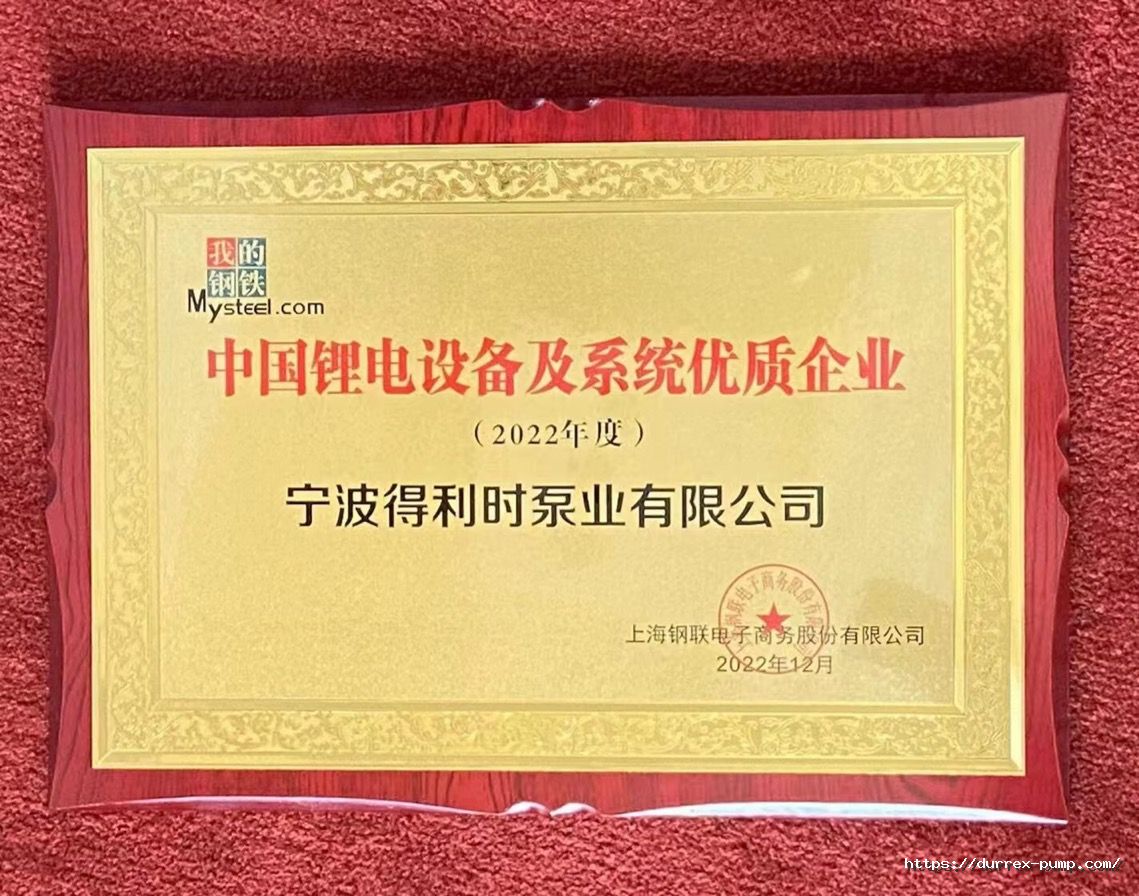 我的
钢铁
Mysteel.com
中国锂电设备及系统优质企业
（2022年度）
宁波得利时泵业有限公司
上海钢联电子商务股份有限公司
2022年12月
https://durrex-pump.com/